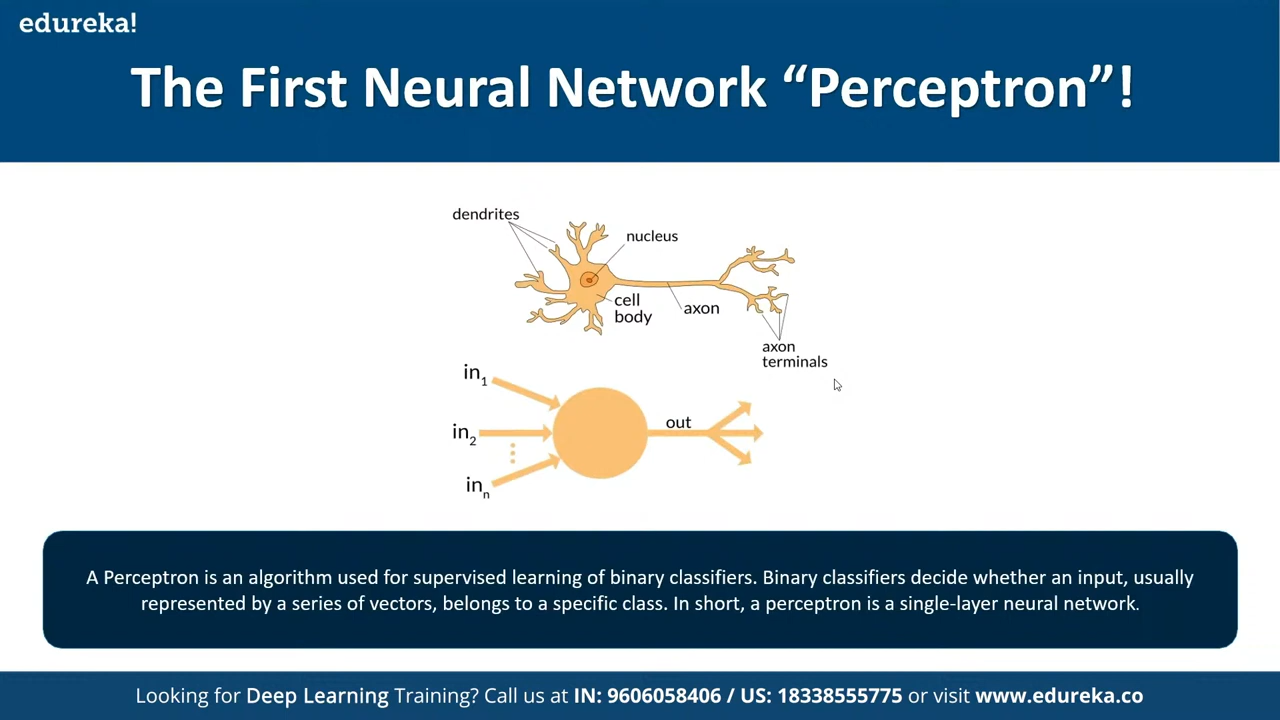 edureka!
The First Neural Network “Perceptron”!
dendrites
nucleus
cell
body
axon
axon
terminals
in1
in2
inn
out
A Perceptron is an algorithm used for supervised learning of binary classifiers. Binary classifiers decide whether an input, usually
represented by a series of vectors, belongs to a specific class. In short, a perceptron is a single-layer neural network.
Looking for Deep Learning Training? Call us at IN: 9606058406 / US: 18338555775 or visit www.edureka.co